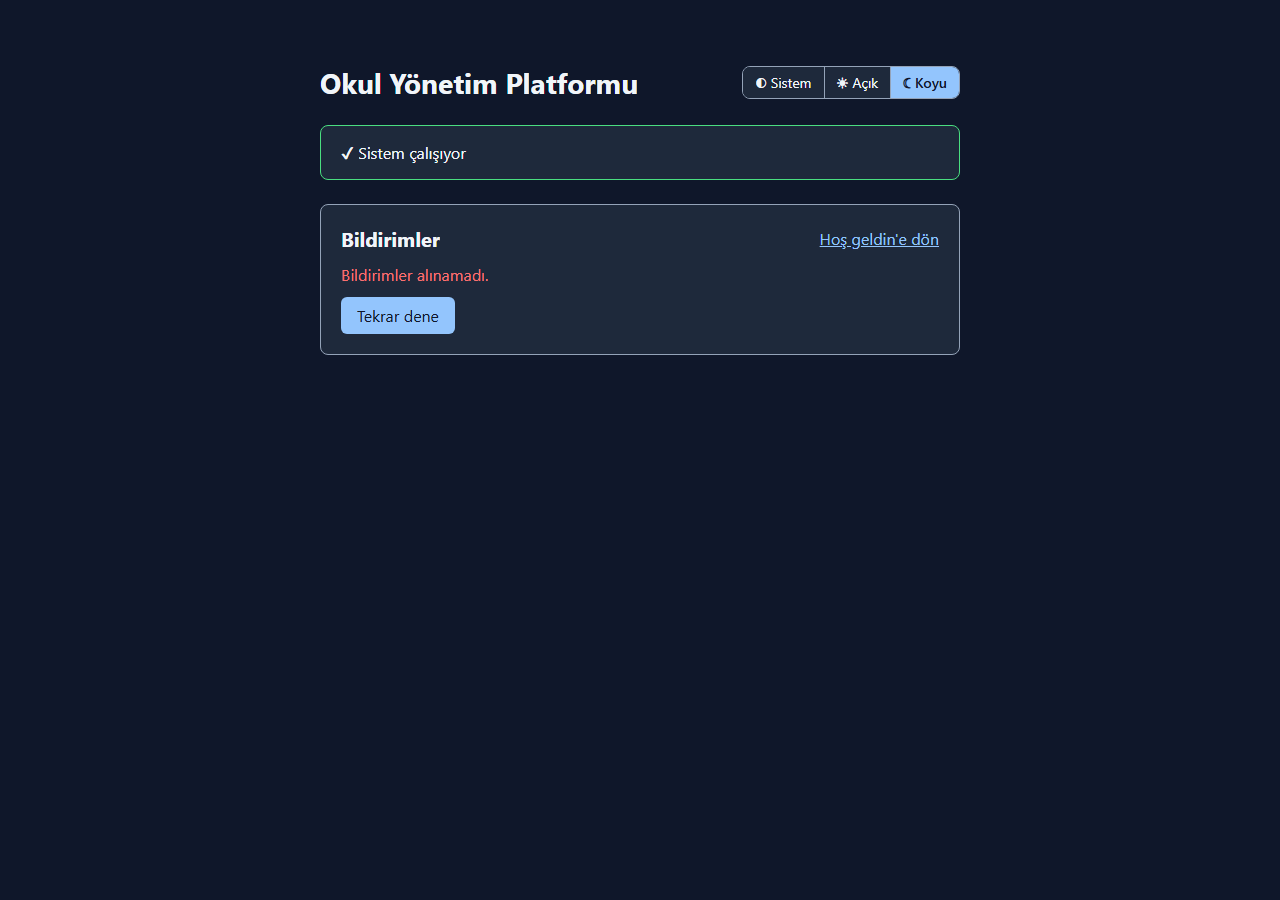 Okul Yönetim Platformu
◐ Sistem ☀ Açık ☾ Koyu
✓ Sistem çalışıyor
Bildirimler
Hoş geldin'e dön
Bildirimler alınamadı.
Tekrar dene